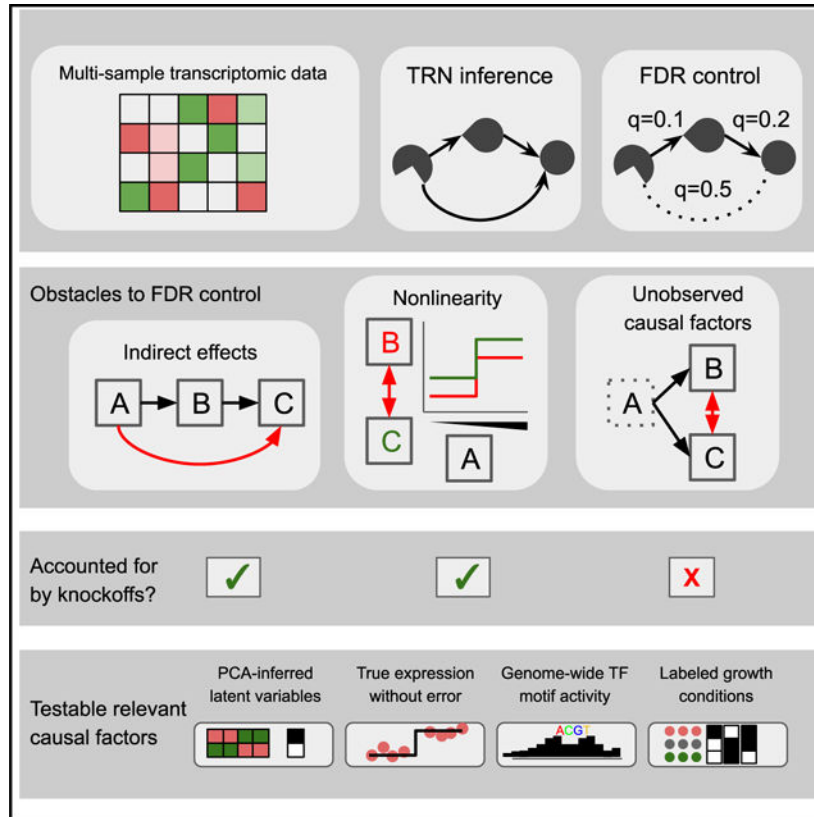 Multi-sample transcriptomic data
TRN inference
FDR control
q=0.1
q=0.2
q=0.5
Obstacles to FDR control
Indirect effects
A
B
C
Nonlinearity
B
C
A
Unobserved
causal factors
A
B
C
Accounted for
by knockoffs?
✓
✓
X
Testable relevant
causal factors
PCA-inferred
latent variables
True expression
without error
Genome-wide TF
motif activity
ACGT
Labeled growth
conditions